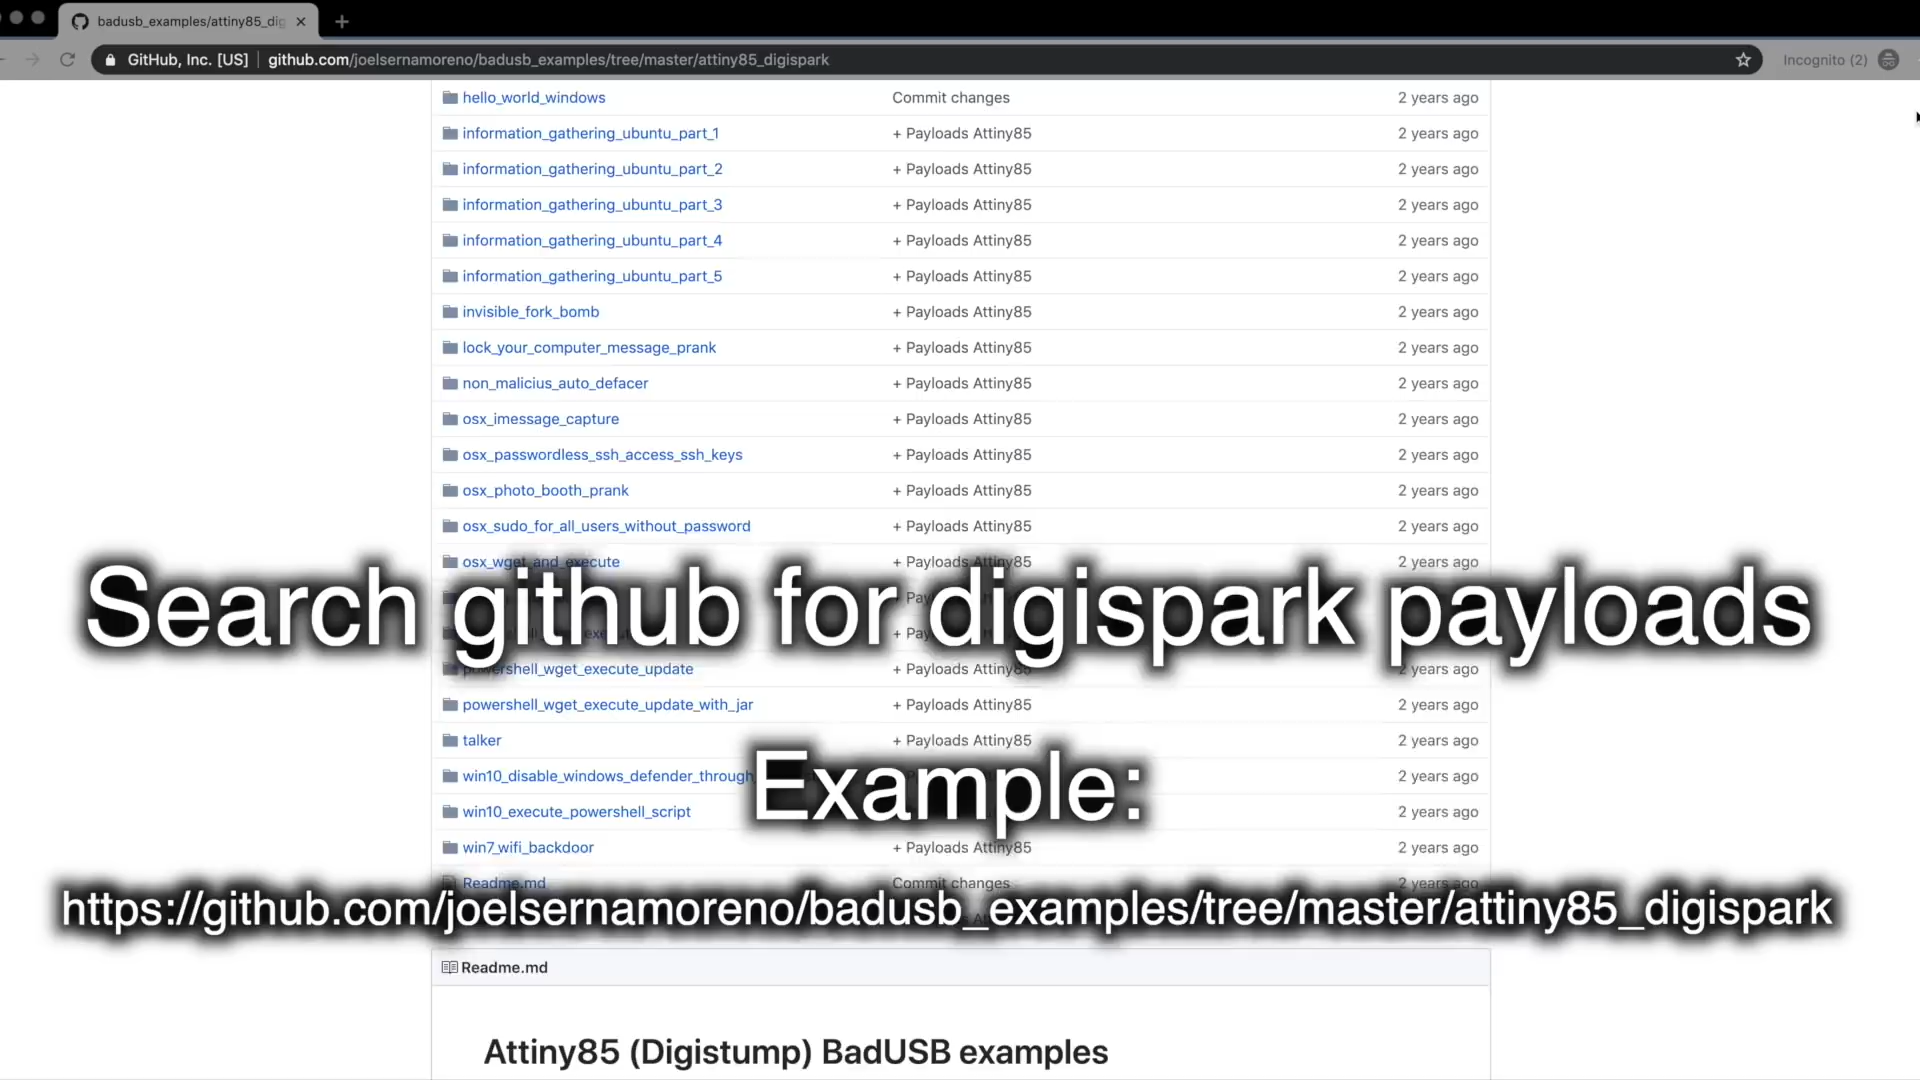 badusb_examples/attiny85_dig
GitHub, Inc. [US] github.com/joelsernamoreno/badusb_examples/tree/master/attiny85_digispark Incognito (2)
hello_world_windows Commit changes 2 years ago
information_gathering_ubuntu_part_1 + Payloads Attiny85 2 years ago
information_gathering_ubuntu_part_2 + Payloads Attiny85 2 years ago
information_gathering_ubuntu_part_3 + Payloads Attiny85 2 years ago
information_gathering_ubuntu_part_4 + Payloads Attiny85 2 years ago
information_gathering_ubuntu_part_5 + Payloads Attiny85 2 years ago
invisible_fork_bomb + Payloads Attiny85 2 years ago
lock_your_computer_message_prank + Payloads Attiny85 2 years ago
non_malicius_auto_defacer + Payloads Attiny85 2 years ago
osx_imessage_capture + Payloads Attiny85 2 years ago
osx_passwordless_ssh_access_ssh_keys + Payloads Attiny85 2 years ago
osx_photo_booth_prank + Payloads Attiny85 2 years ago
osx_sudo_for_all_users_without_password + Payloads Attiny85 2 years ago
osx_wget_and_execute + Payloads Attiny85 2 years ago
Search github for digispark payloads
powershell_wget_execute_update + Payloads Attiny85 2 years ago
powershell_wget_execute_update_with_jar + Payloads Attiny85 2 years ago
talker + Payloads Attiny85 2 years ago
win10_disable_windows_defender_through 2 years ago
Example:
win10_execute_powershell_script 2 years ago
win7_wifi_backdoor + Payloads Attiny85 2 years ago
Readme.md Commit changes 2 years ago
https://github.com/joelsernamoreno/badusb_examples/tree/master/attiny85_digispark
Readme.md
Attiny85 (Digistump) BadUSB examples